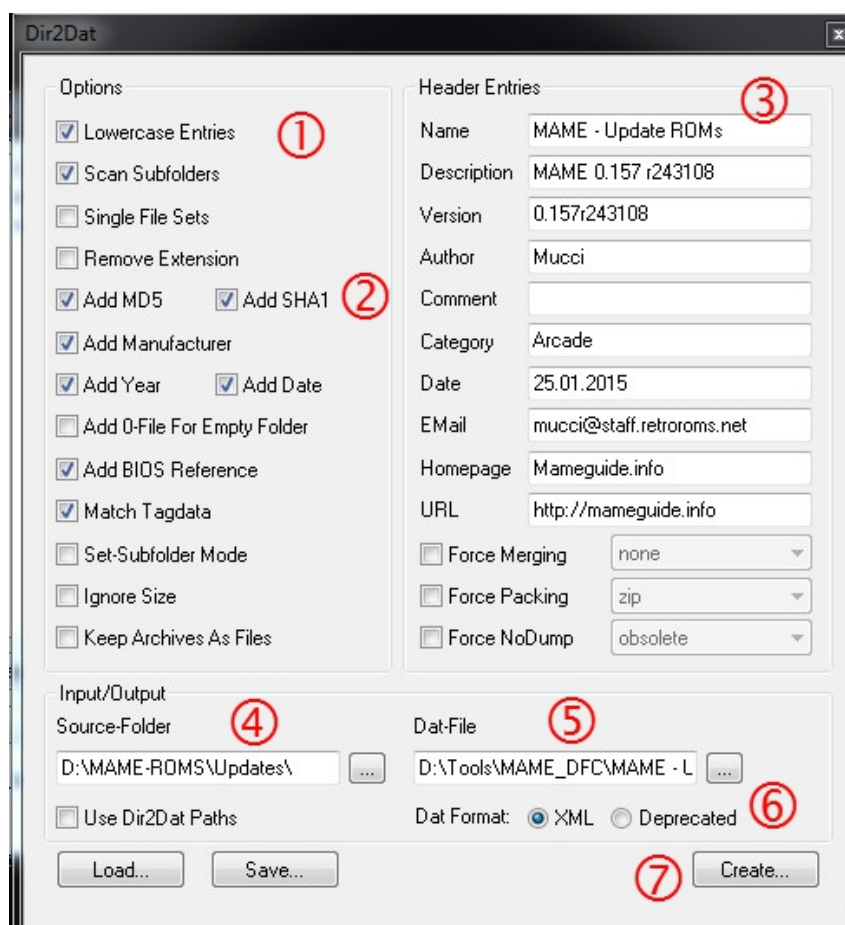 Dir2Dat
Options
① Lowercase Entries
Scan Subfolders
Single File Sets
Remove Extension
Add MD5 Add SHA1 ②
Add Manufacturer
Add Year Add Date
Add 0-File For Empty Folder
Add BIOS Reference
Match Tagdata
Set-Subfolder Mode
Ignore Size
Keep Archives As Files
Header Entries ③
Name MAME - Update ROMs
Description MAME 0.157 r243108
Version 0.157r243108
Author Mucci
Comment
Category Arcade
Date 25.01.2015
EMail mucci@staff.retroroms.net
Homepage Mameguide.info
URL http://mameguide.info
Force Merging none
Force Packing zip
Force NoDump obsolete
Input/Output
Source-Folder ④
D:\MAME-ROMS\Updates\ ...
Use Dir2Dat Paths
Dat-File ⑤
D:\Tools\MAME_DFC\MAME - U ...
Dat Format: XML Deprecated ⑥
Load... Save... ⑦ Create...